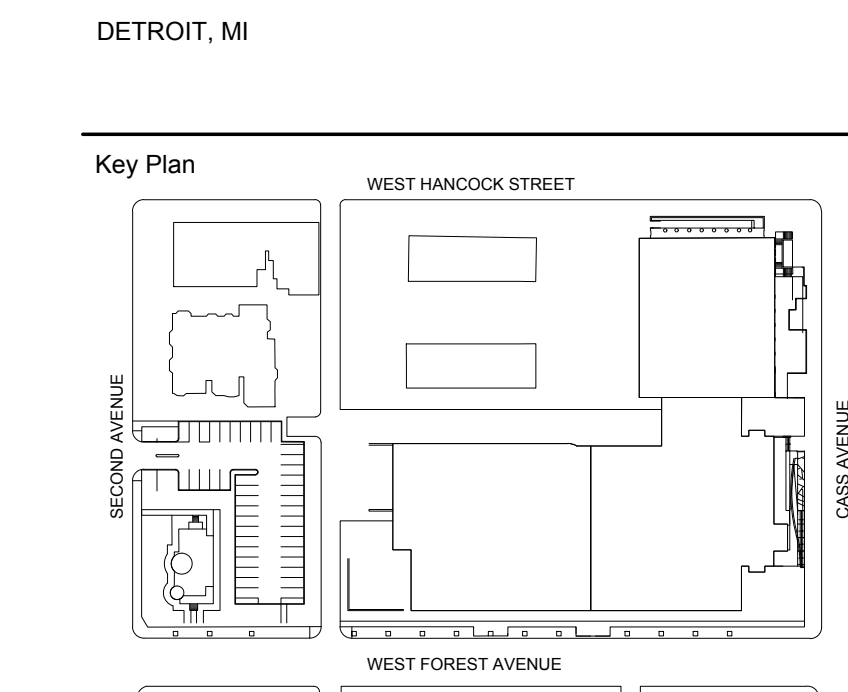 DETROIT, MI
Key Plan
WEST HANCOCK STREET
SECOND AVENUE
CASS AVENUE
WEST FOREST AVENUE